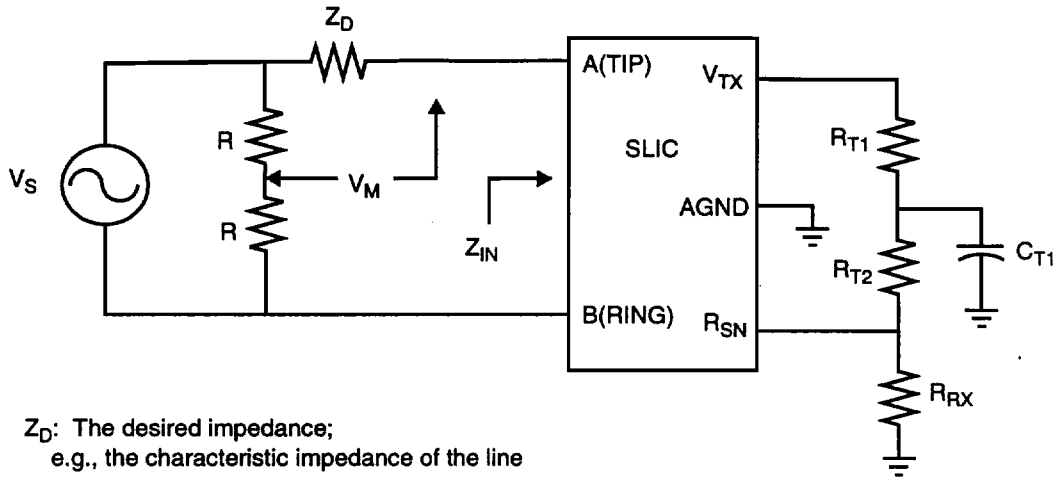 Z_D
A(TIP)
V_TX
R
R_T1
SLIC
V_S
V_M
AGND
R
Z_IN
R_T2
C_T1
B(RING)
R_SN
R_RX
Z_D: The desired impedance;
e.g., the characteristic impedance of the line